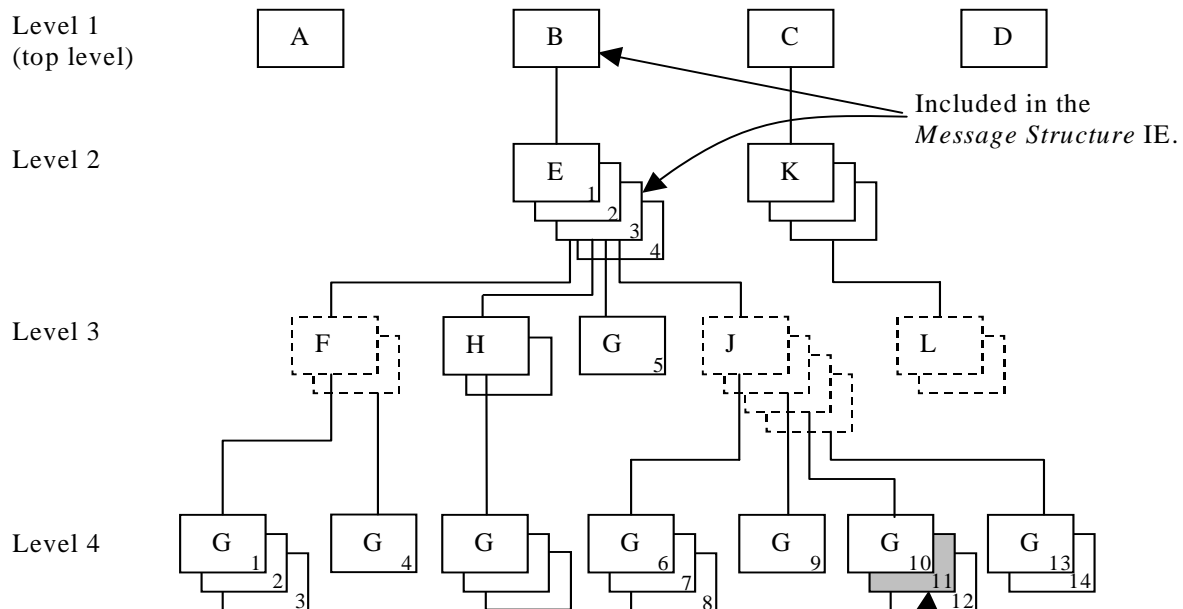 Level 1
(top level)
A
B
C
D
Included in the
Message Structure IE.
Level 2
E
1
2
3
4
K
Level 3
F
H
G
5
J
L
Level 4
G
1
2
3
G
4
G
G
6
7
8
G
9
G
10
11
12
G
13
14